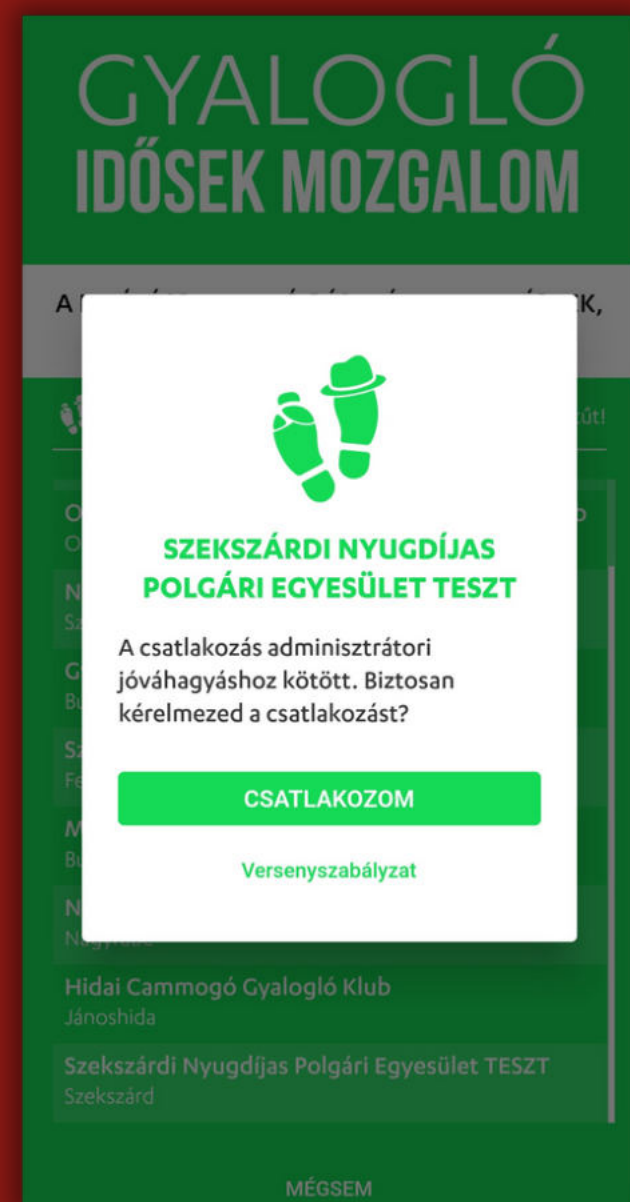 GYALOGLÓ
IDŐSEK MOZGALOM
A
SZEKSZÁRDI NYUGDÍJAS
POLGÁRI EGYESÜLET TESZT
A csatlakozás adminisztrátori
jóváhagyáshoz kötött. Biztosan
kérelmezed a csatlakozást?
CSATLAKOZOM
Versenyszabályzat
Hidai Cammogó Gyalogló Klub
Jánoshida
Szekszárdi Nyugdíjas Polgári Egyesület TESZT
Szekszárd
MÉGSEM